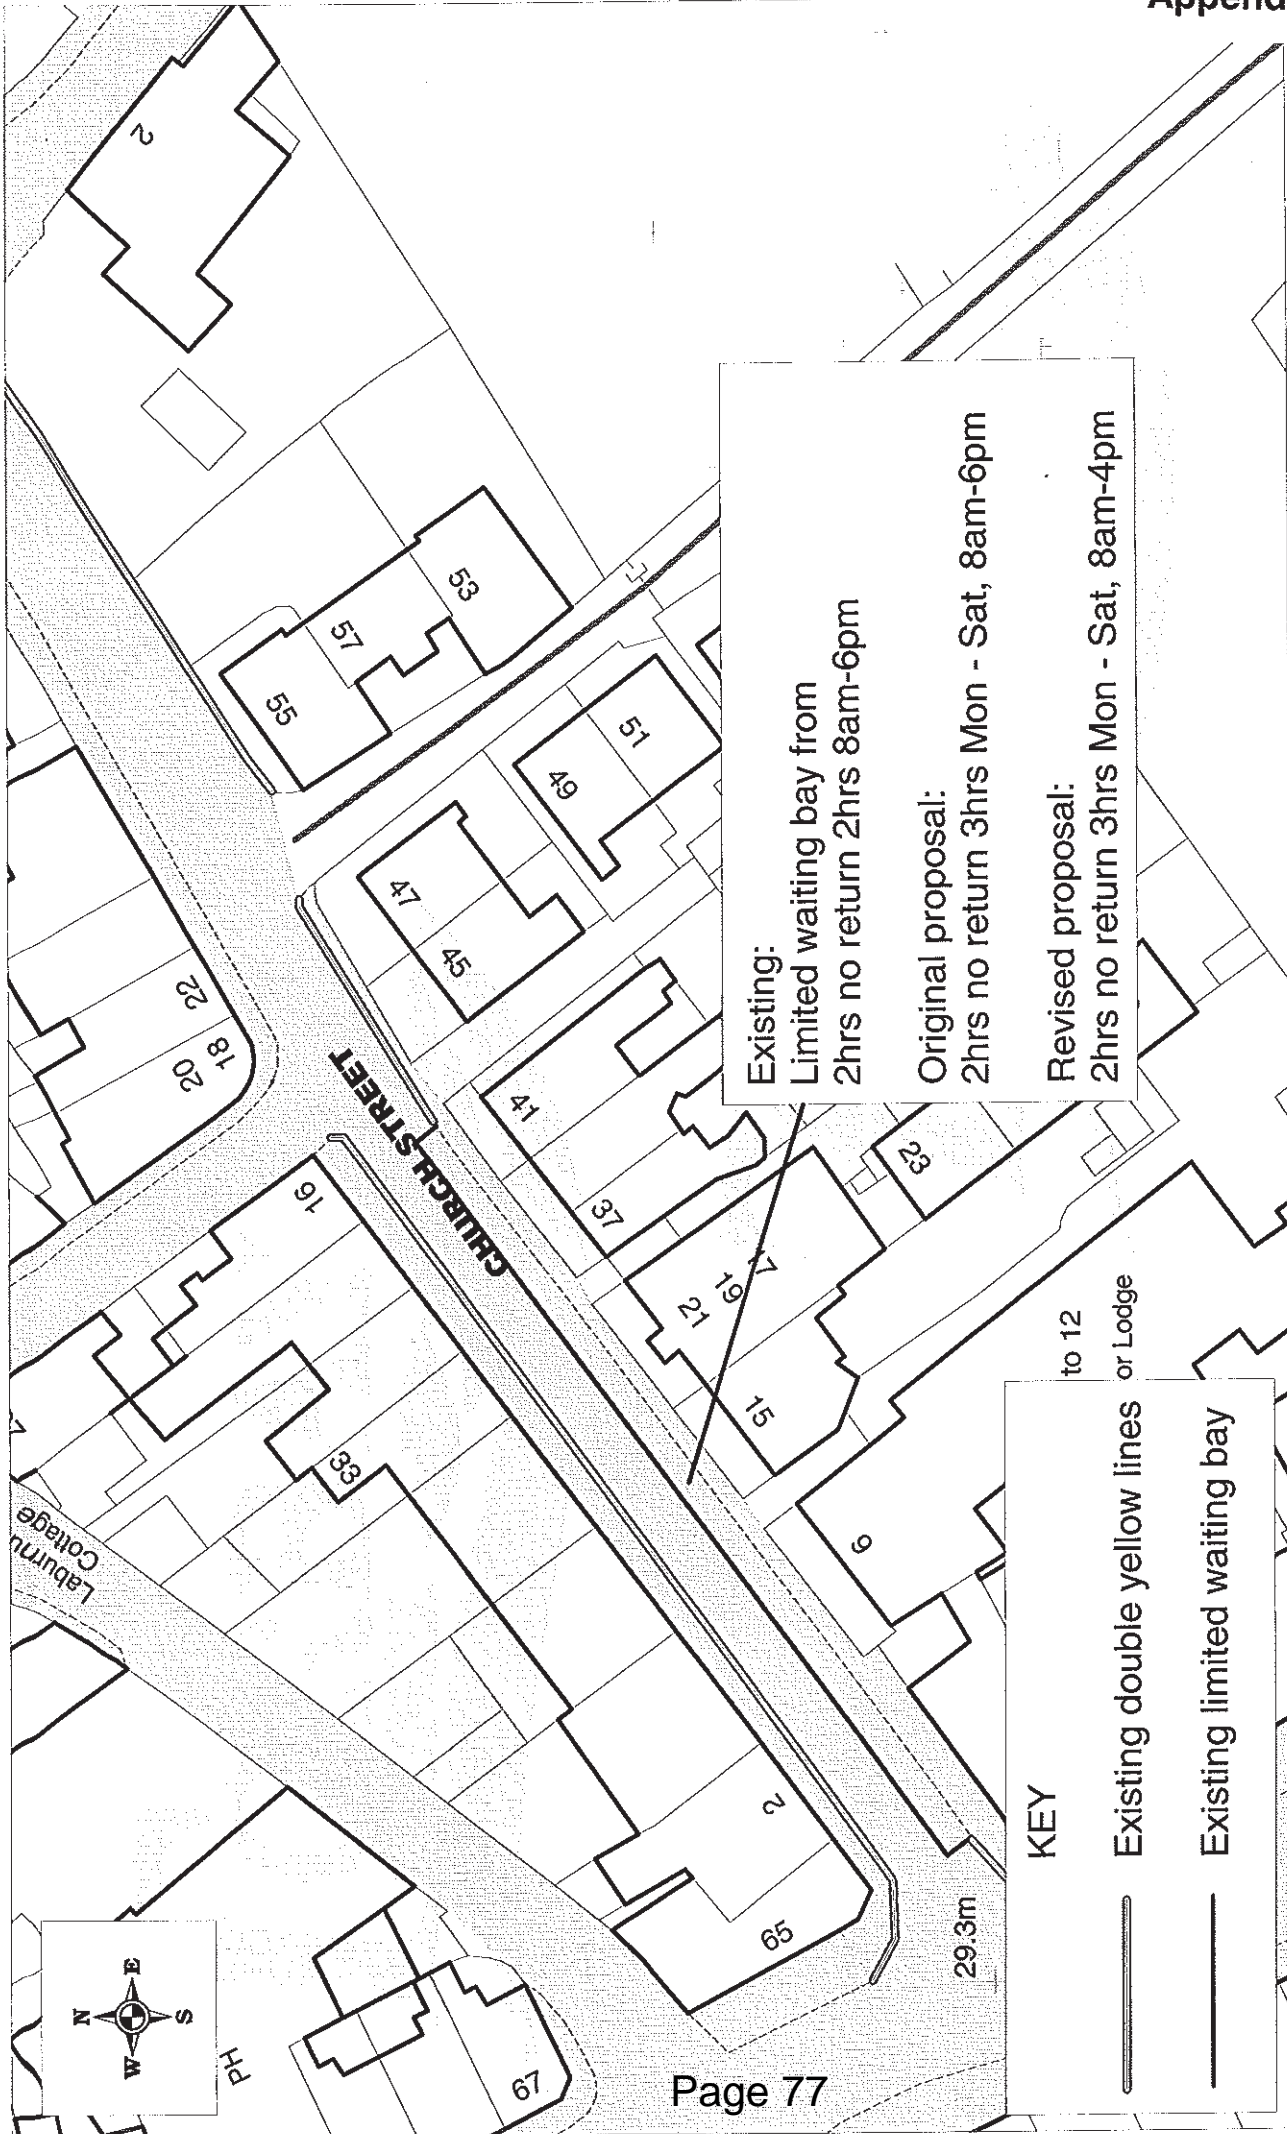 Append
2
55
57
53
47
45
49
51
22
18
20
16
CHURCH STREET
41
37
33
21
19
17
15
23
9
2
65
67
Cottage
PH
29.3m
to 12
or Lodge
N
W E
S
Existing:
Limited waiting bay from
2hrs no return 2hrs 8am-6pm
Original proposal:
2hrs no return 3hrs Mon - Sat, 8am-6pm
Revised proposal:
2hrs no return 3hrs Mon - Sat, 8am-4pm
KEY
Existing double yellow lines
Existing limited waiting bay
Page 77